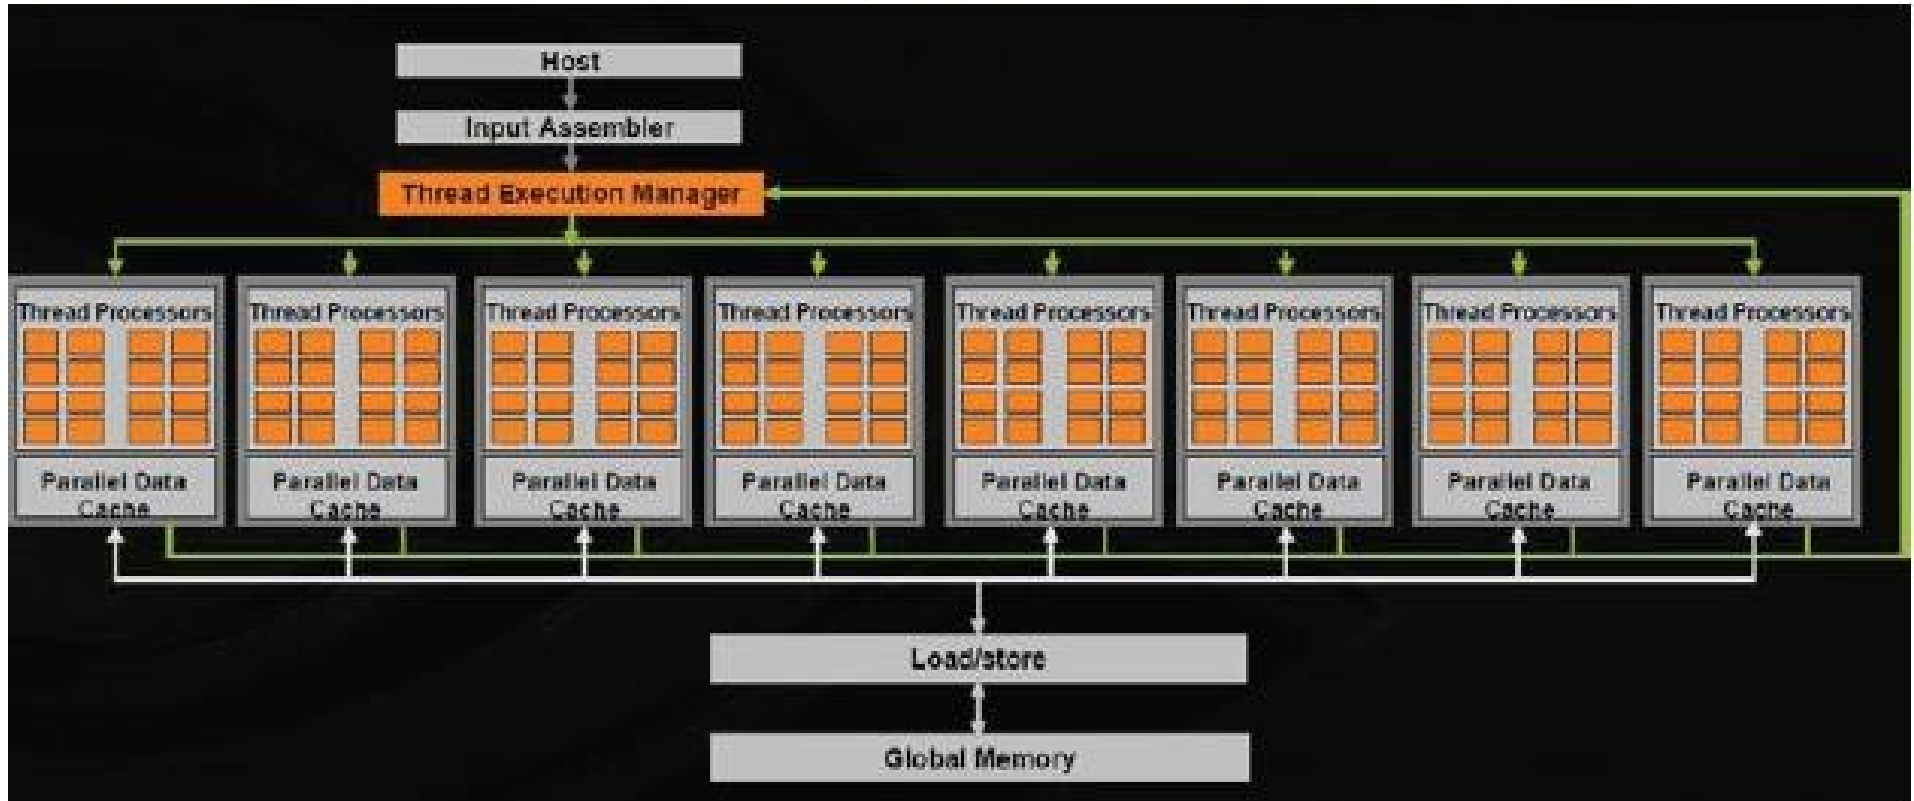 Host
Input Assembler
Thread Execution Manager
Thread Processors
Thread Processors
Thread Processors
Thread Processors
Thread Processors
Thread Processors
Thread Processors
Thread Processors
Parallel Data
Cache
Parallel Data
Cache
Parallel Data
Cache
Parallel Data
Cache
Parallel Data
Cache
Parallel Data
Cache
Parallel Data
Cache
Parallel Data
Cache
Load/store
Global Memory